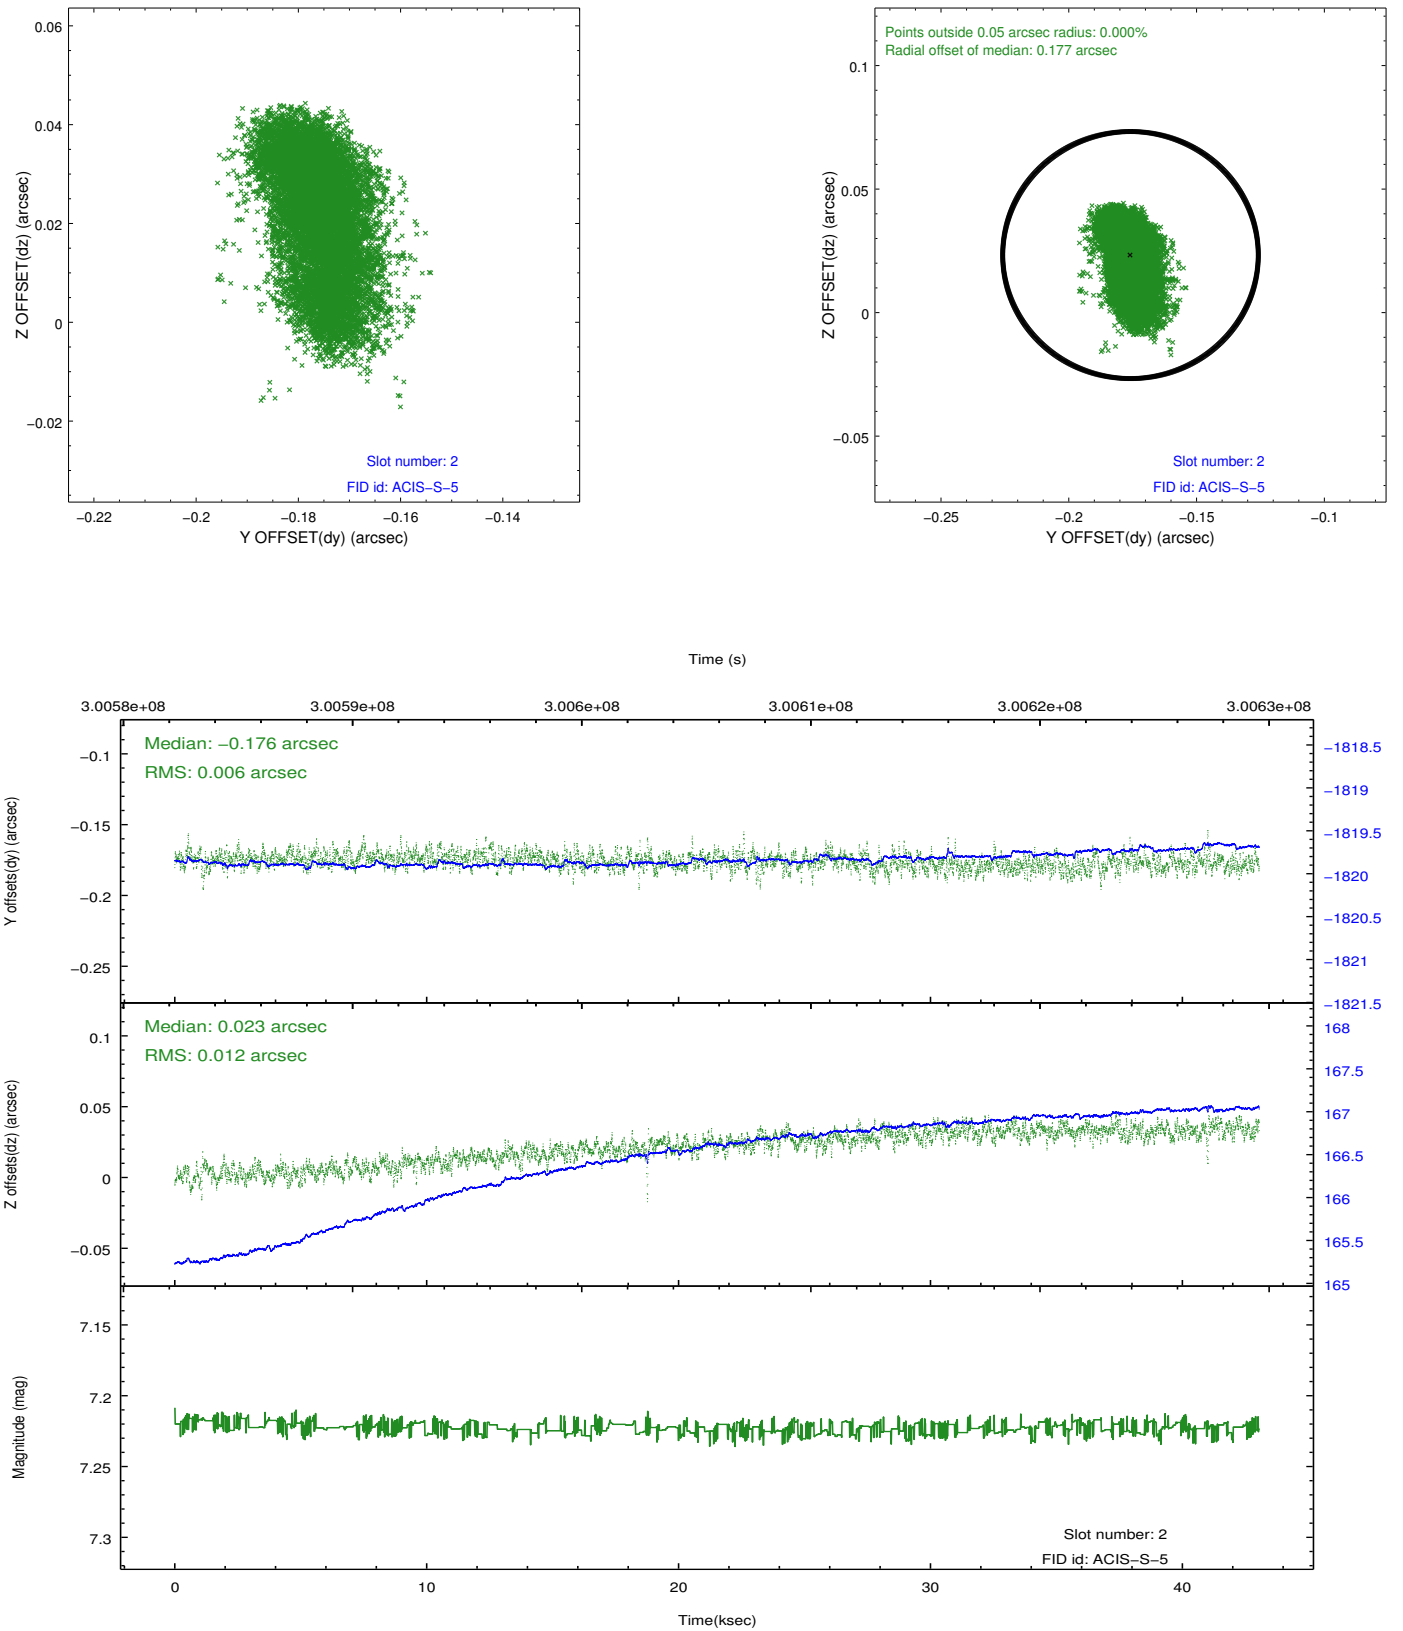 0.06
0.04
0.02
0
−0.02
Z OFFSET(dz) (arcsec)
Slot number: 2
FID id: ACIS−S−5
−0.22 −0.2 −0.18 −0.16 −0.14
Y OFFSET(dy) (arcsec)
Points outside 0.05 arcsec radius: 0.000%
Radial offset of median: 0.177 arcsec
0.1
0.05
0
−0.05
Z OFFSET(dz) (arcsec)
Slot number: 2
FID id: ACIS−S−5
−0.25 −0.2 −0.15 −0.1
Y OFFSET(dy) (arcsec)
Time (s)
3.0058e+08 3.0059e+08 3.006e+08 3.0061e+08 3.0062e+08 3.0063e+08
Median: −0.176 arcsec
RMS: 0.006 arcsec
−0.1
−0.15
−0.2
−0.25
Y offsets(dy) (arcsec)
−1818.5
−1819
−1819.5
−1820
−1820.5
−1821
−1821.5
Median: 0.023 arcsec
RMS: 0.012 arcsec
0.1
0.05
0
−0.05
Z offsets(dz) (arcsec)
168
167.5
167
166.5
166
165.5
165
7.15
7.2
7.25
7.3
Magnitude (mag)
Slot number: 2
FID id: ACIS−S−5
0 10 20 30 40
Time(ksec)